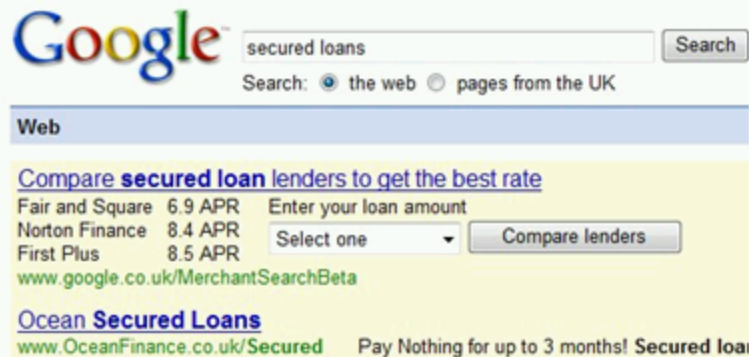 Google
secured loans Search
Search: the web pages from the UK
Web
Compare secured loan lenders to get the best rate
Fair and Square 6.9 APR Enter your loan amount
Norton Finance 8.4 APR Select one Compare lenders
First Plus 8.5 APR
www.google.co.uk/MerchantSearchBeta
Ocean Secured Loans
www.OceanFinance.co.uk/Secured Pay Nothing for up to 3 months! Secured